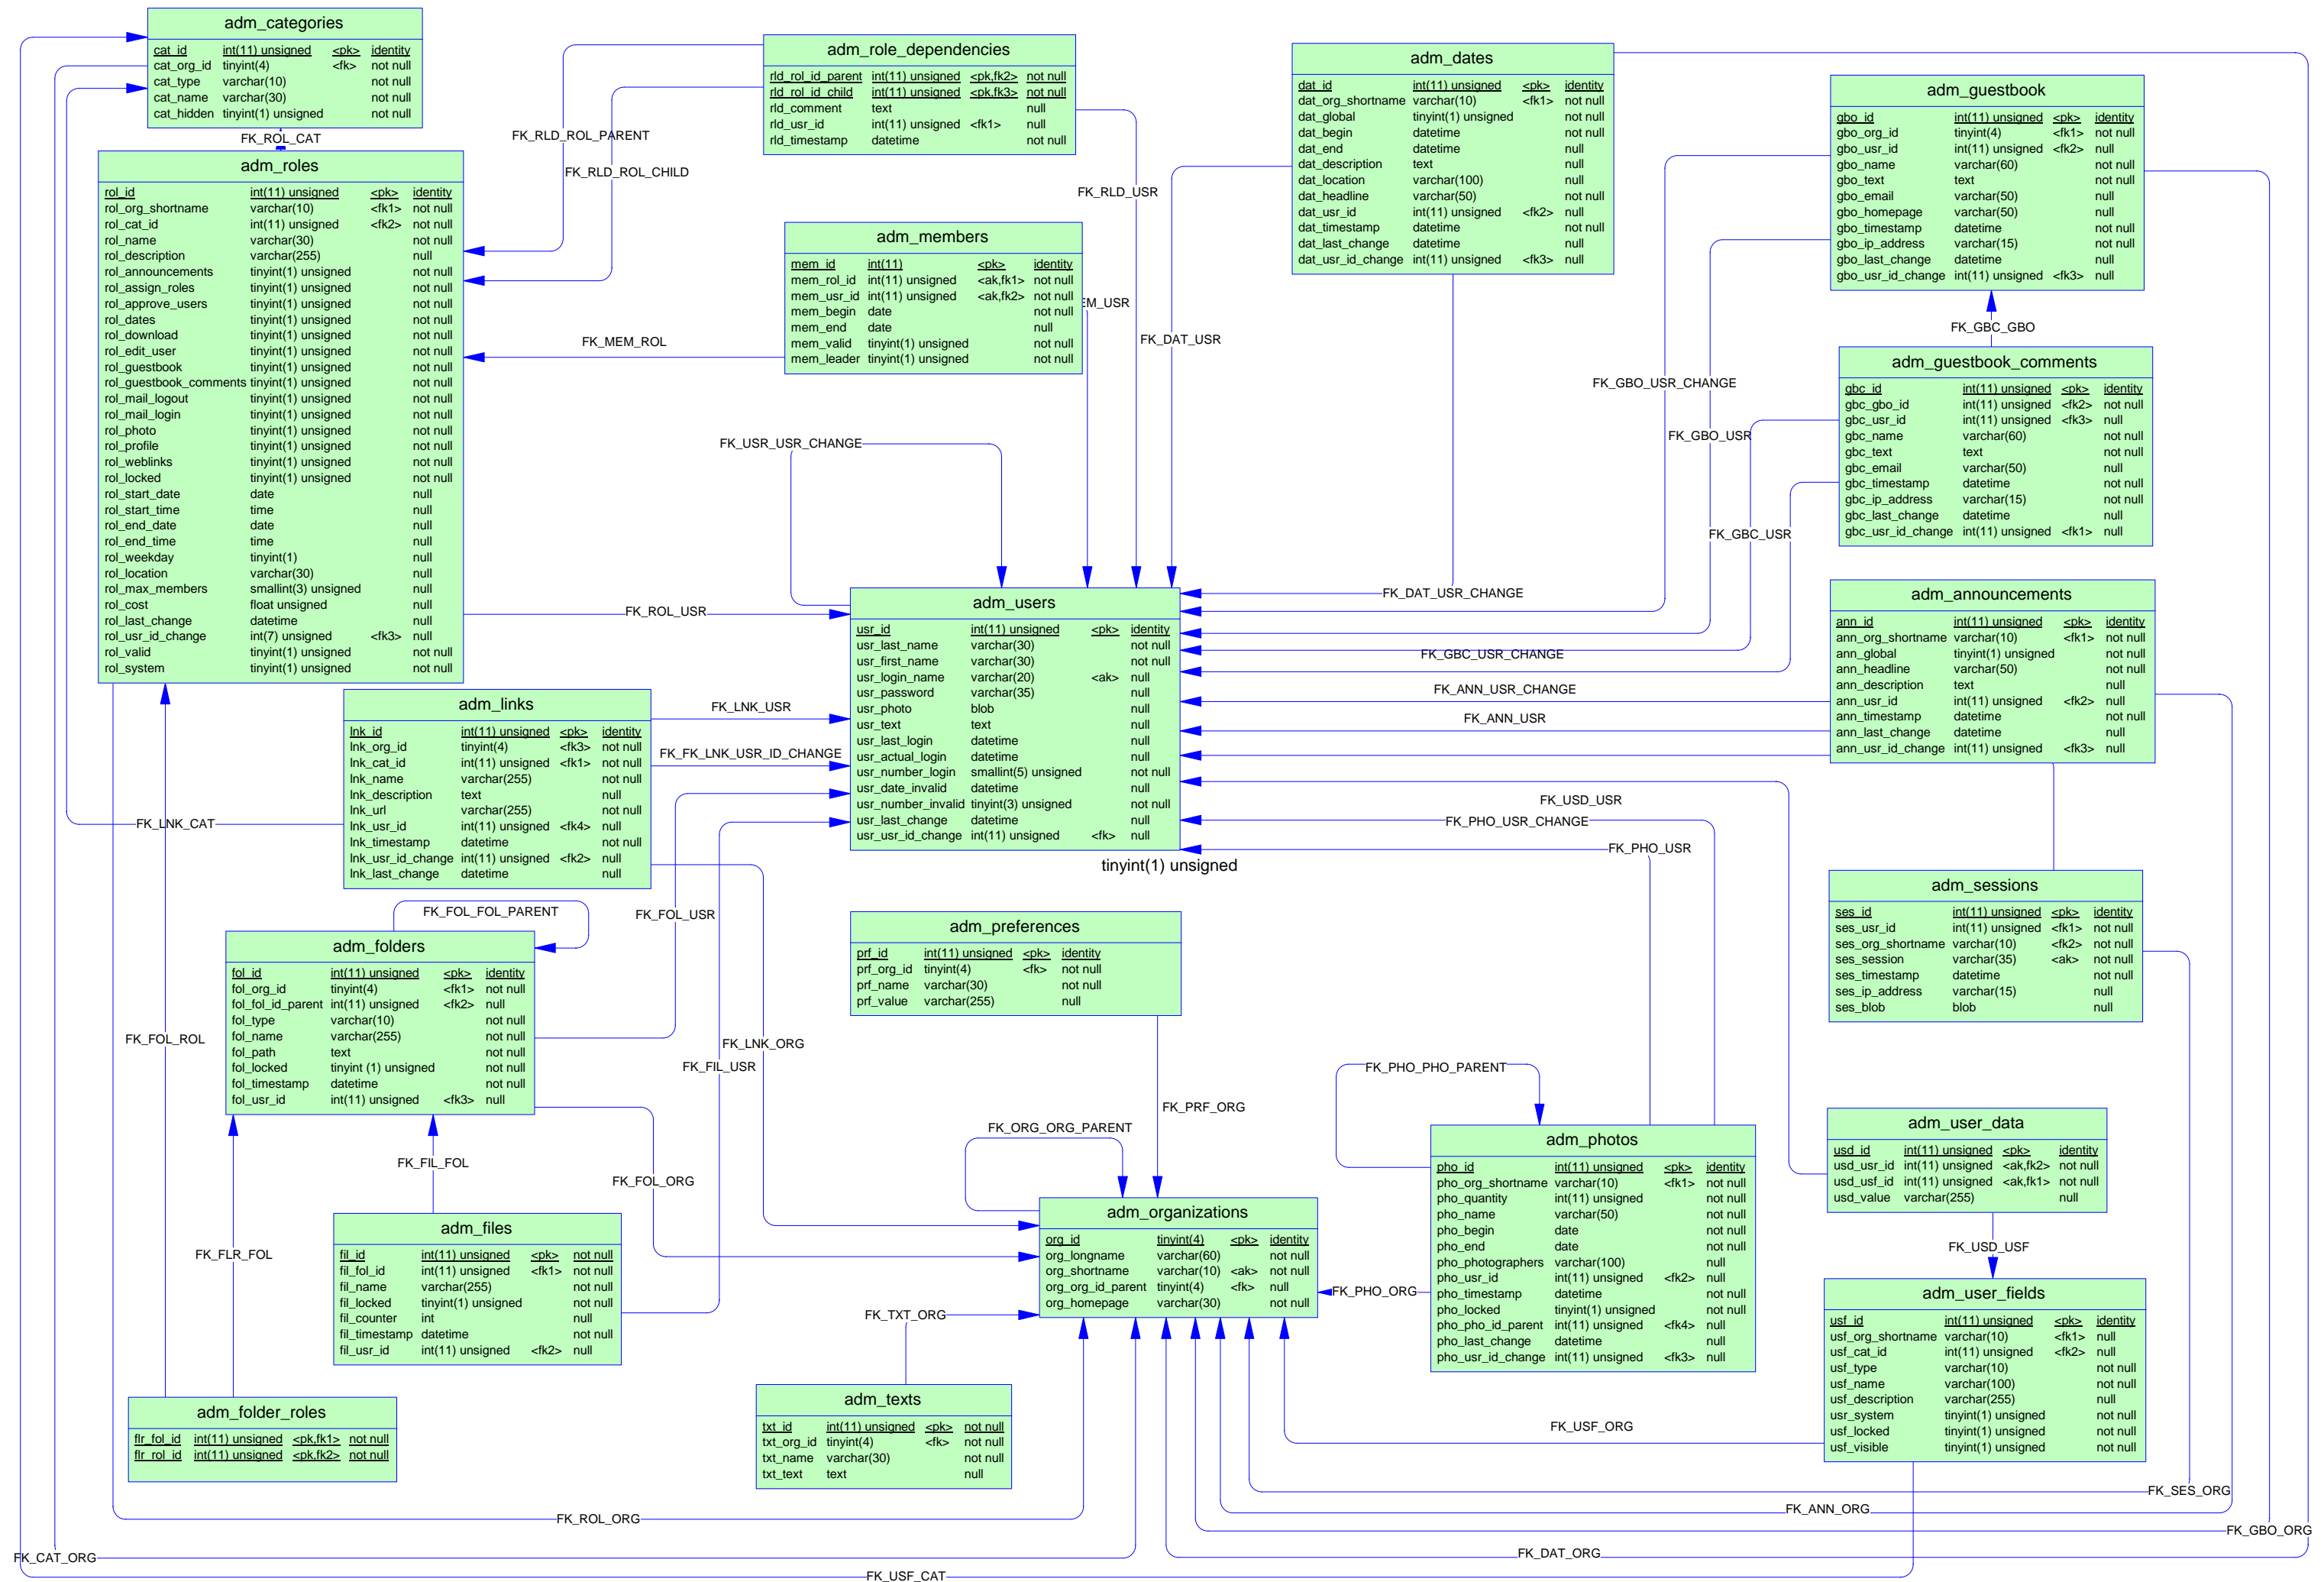 adm_categories
cat_id int(11) unsigned <pk> identity
cat_org_id tinyint(4) <fk> not null
cat_type varchar(10) not null
cat_name varchar(30) not null
cat_hidden tinyint(1) unsigned not null
FK_ROL_CAT
adm_roles
rol_id int(11) unsigned <pk> identity
rol_org_shortname varchar(10) <fk1> not null
rol_cat_id int(11) unsigned <fk2> not null
rol_name varchar(30) not null
rol_description varchar(255) null
rol_announcements tinyint(1) unsigned not null
rol_assign_roles tinyint(1) unsigned not null
rol_approve_users tinyint(1) unsigned not null
rol_dates tinyint(1) unsigned not null
rol_download tinyint(1) unsigned not null
rol_edit_user tinyint(1) unsigned not null
rol_guestbook tinyint(1) unsigned not null
rol_guestbook_comments tinyint(1) unsigned not null
rol_mail_logout tinyint(1) unsigned not null
rol_mail_login tinyint(1) unsigned not null
rol_photo tinyint(1) unsigned not null
rol_profile tinyint(1) unsigned not null
rol_weblinks tinyint(1) unsigned not null
rol_locked tinyint(1) unsigned not null
rol_start_date date null
rol_start_time time null
rol_end_date date null
rol_end_time time null
rol_weekday tinyint(1) null
rol_location varchar(30) null
rol_max_members smallint(3) unsigned null
rol_cost float unsigned null
rol_last_change datetime null
rol_usr_id_change int(7) unsigned <fk3> null
rol_valid tinyint(1) unsigned not null
rol_system tinyint(1) unsigned not null
adm_role_dependencies
rld_rol_id_parent int(11) unsigned <pk,fk2> not null
rld_rol_id_child int(11) unsigned <pk,fk3> not null
rld_comment text null
rld_usr_id int(11) unsigned <fk1> null
rld_timestamp datetime not null
FK_RLD_ROL_PARENT
FK_RLD_ROL_CHILD
FK_RLD_USR
adm_members
mem_id int(11) <pk> identity
mem_rol_id int(11) unsigned <ak,fk1> not null
mem_usr_id int(11) unsigned <ak,fk2> not null
mem_begin date not null
mem_end date null
mem_valid tinyint(1) unsigned not null
mem_leader tinyint(1) unsigned not null
EM_USR
FK_MEM_ROL
adm_dates
dat_id int(11) unsigned <pk> identity
dat_org_shortname varchar(10) <fk1> not null
dat_global tinyint(1) unsigned not null
dat_begin datetime not null
dat_end datetime null
dat_description text null
dat_location varchar(100) null
dat_headline varchar(50) not null
dat_usr_id int(11) unsigned <fk2> null
dat_timestamp datetime not null
dat_last_change datetime null
dat_usr_id_change int(11) unsigned <fk3> null
FK_DAT_USR
adm_guestbook
gbo_id int(11) unsigned <pk> identity
gbo_org_id tinyint(4) <fk1> not null
gbo_usr_id int(11) unsigned <fk2> null
gbo_name varchar(60) not null
gbo_text text not null
gbo_email varchar(50) null
gbo_homepage varchar(50) null
gbo_timestamp datetime not null
gbo_ip_address varchar(15) not null
gbo_last_change datetime null
gbo_usr_id_change int(11) unsigned <fk3> null
FK_GBC_GBO
adm_guestbook_comments
gbc_id int(11) unsigned <pk> identity
gbc_gbo_id int(11) unsigned <fk2> not null
gbc_usr_id int(11) unsigned <fk3> null
gbc_name varchar(60) not null
gbc_text text not null
gbc_email varchar(50) null
gbc_timestamp datetime not null
gbc_ip_address varchar(15) not null
gbc_last_change datetime null
gbc_usr_id_change int(11) unsigned <fk1> null
FK_GBO_USR_CHANGE
FK_GBO_USR
FK_GBC_USR
FK_USR_USR_CHANGE
FK_DAT_USR_CHANGE
FK_ROL_USR
FK_GBC_USR_CHANGE
adm_users
usr_id int(11) unsigned <pk> identity
usr_last_name varchar(30) not null
usr_first_name varchar(30) not null
usr_login_name varchar(20) <ak> null
usr_password varchar(35) null
usr_photo blob null
usr_text text null
usr_last_login datetime null
usr_actual_login datetime null
usr_number_login smallint(5) unsigned not null
usr_date_invalid datetime null
usr_number_invalid tinyint(3) unsigned not null
usr_last_change datetime null
usr_usr_id_change int(11) unsigned <fk> null
tinyint(1) unsigned
adm_announcements
ann_id int(11) unsigned <pk> identity
ann_org_shortname varchar(10) <fk1> not null
ann_global tinyint(1) unsigned not null
ann_headline varchar(50) not null
ann_description text null
ann_usr_id int(11) unsigned <fk2> null
ann_timestamp datetime not null
ann_last_change datetime null
ann_usr_id_change int(11) unsigned <fk3> null
FK_ANN_USR_CHANGE
FK_ANN_USR
FK_USD_USR
FK_PHO_USR_CHANGE
FK_PHO_USR
adm_links
lnk_id int(11) unsigned <pk> identity
lnk_org_id tinyint(4) <fk3> not null
lnk_cat_id int(11) unsigned <fk1> not null
lnk_name varchar(255) not null
lnk_description text null
lnk_url varchar(255) not null
lnk_usr_id int(11) unsigned <fk4> null
lnk_timestamp datetime not null
lnk_usr_id_change int(11) unsigned <fk2> null
lnk_last_change datetime null
FK_LNK_USR
FK_FK_LNK_USR_ID_CHANGE
FK_LNK_CAT
adm_sessions
ses_id int(11) unsigned <pk> identity
ses_usr_id int(11) unsigned <fk1> not null
ses_org_shortname varchar(10) <fk2> not null
ses_session varchar(35) <ak> not null
ses_timestamp datetime not null
ses_ip_address varchar(15) null
ses_blob blob null
FK_FOL_FOL_PARENT
FK_FOL_USR
adm_folders
fol_id int(11) unsigned <pk> identity
fol_org_id tinyint(4) <fk1> not null
fol_fol_id_parent int(11) unsigned <fk2> null
fol_type varchar(10) not null
fol_name varchar(255) not null
fol_path text not null
fol_locked tinyint (1) unsigned not null
fol_timestamp datetime not null
fol_usr_id int(11) unsigned <fk3> null
FK_FOL_ROL
FK_LNK_ORG
FK_FIL_USR
adm_preferences
prf_id int(11) unsigned <pk> identity
prf_org_id tinyint(4) <fk> not null
prf_name varchar(30) not null
prf_value varchar(255) null
FK_PRF_ORG
FK_ORG_ORG_PARENT
FK_PHO_PHO_PARENT
FK_FIL_FOL
FK_FOL_ORG
FK_FLR_FOL
adm_files
fil_id int(11) unsigned <pk> not null
fil_fol_id int(11) unsigned <fk1> not null
fil_name varchar(255) not null
fil_locked tinyint(1) unsigned not null
fil_counter int null
fil_timestamp datetime not null
fil_usr_id int(11) unsigned <fk2> null
adm_organizations
org_id tinyint(4) <pk> identity
org_longname varchar(60) not null
org_shortname varchar(10) <ak> not null
org_org_id_parent tinyint(4) <fk> null
org_homepage varchar(30) not null
FK_PHO_ORG
adm_photos
pho_id int(11) unsigned <pk> identity
pho_org_shortname varchar(10) <fk1> not null
pho_quantity int(11) unsigned not null
pho_name varchar(50) not null
pho_begin date not null
pho_end date not null
pho_photographers varchar(100) null
pho_usr_id int(11) unsigned <fk2> null
pho_timestamp datetime not null
pho_locked tinyint(1) unsigned not null
pho_pho_id_parent int(11) unsigned <fk4> null
pho_last_change datetime null
pho_usr_id_change int(11) unsigned <fk3> null
adm_user_data
usd_id int(11) unsigned <pk> identity
usd_usr_id int(11) unsigned <ak,fk2> not null
usd_usf_id int(11) unsigned <ak,fk1> not null
usd_value varchar(255) null
FK_USD_USF
adm_user_fields
usf_id int(11) unsigned <pk> identity
usf_org_shortname varchar(10) <fk1> null
usf_cat_id int(11) unsigned <fk2> null
usf_type varchar(10) not null
usf_name varchar(100) not null
usf_description varchar(255) null
usr_system tinyint(1) unsigned not null
usf_locked tinyint(1) unsigned not null
usf_visible tinyint(1) unsigned not null
FK_TXT_ORG
adm_folder_roles
flr_fol_id int(11) unsigned <pk,fk1> not null
flr_rol_id int(11) unsigned <pk,fk2> not null
adm_texts
txt_id int(11) unsigned <pk> not null
txt_org_id tinyint(4) <fk> not null
txt_name varchar(30) not null
txt_text text null
FK_USF_ORG
FK_SES_ORG
FK_ANN_ORG
FK_ROL_ORG
FK_GBO_ORG
FK_CAT_ORG
FK_DAT_ORG
FK_USF_CAT